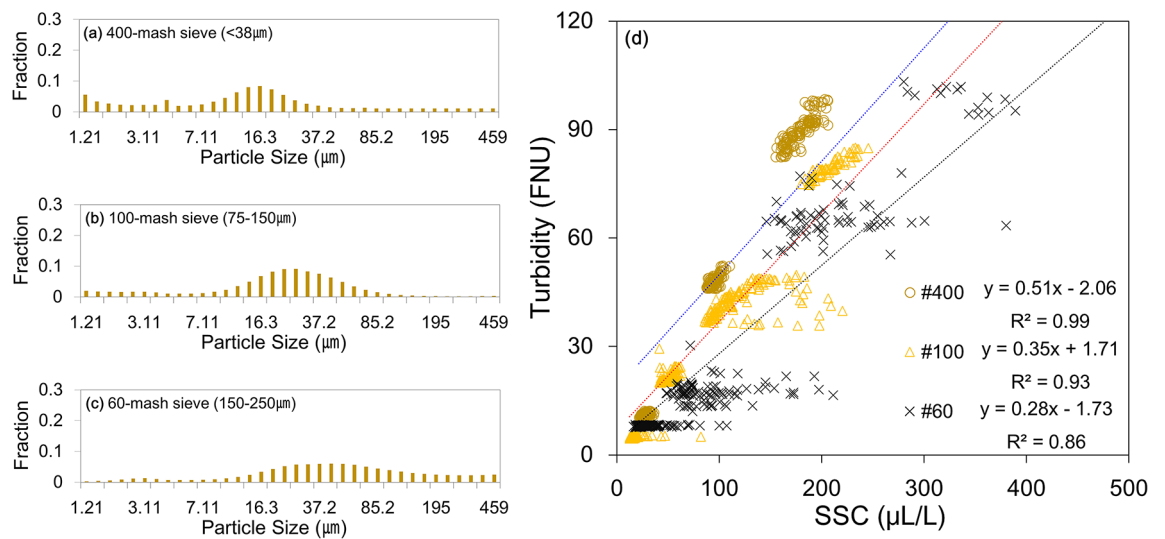 (a) 400-mash sieve (<38㎛)
0.3
0.2
0.1
0
Fraction
1.21 3.11 7.11 16.3 37.2 85.2 195 459
Particle Size (㎛)
(b) 100-mash sieve (75-150㎛)
0.3
0.2
0.1
0
Fraction
1.21 3.11 7.11 16.3 37.2 85.2 195 459
Particle Size (㎛)
(c) 60-mash sieve (150-250㎛)
0.3
0.2
0.1
0
Fraction
1.21 3.11 7.11 16.3 37.2 85.2 195 459
Particle Size (㎛)
(d)
120
90
60
30
0
Turbidity (FNU)
#400 y = 0.51x - 2.06
R² = 0.99
#100 y = 0.35x + 1.71
R² = 0.93
#60 y = 0.28x - 1.73
R² = 0.86
0 100 200 300 400 500
SSC (µL/L)